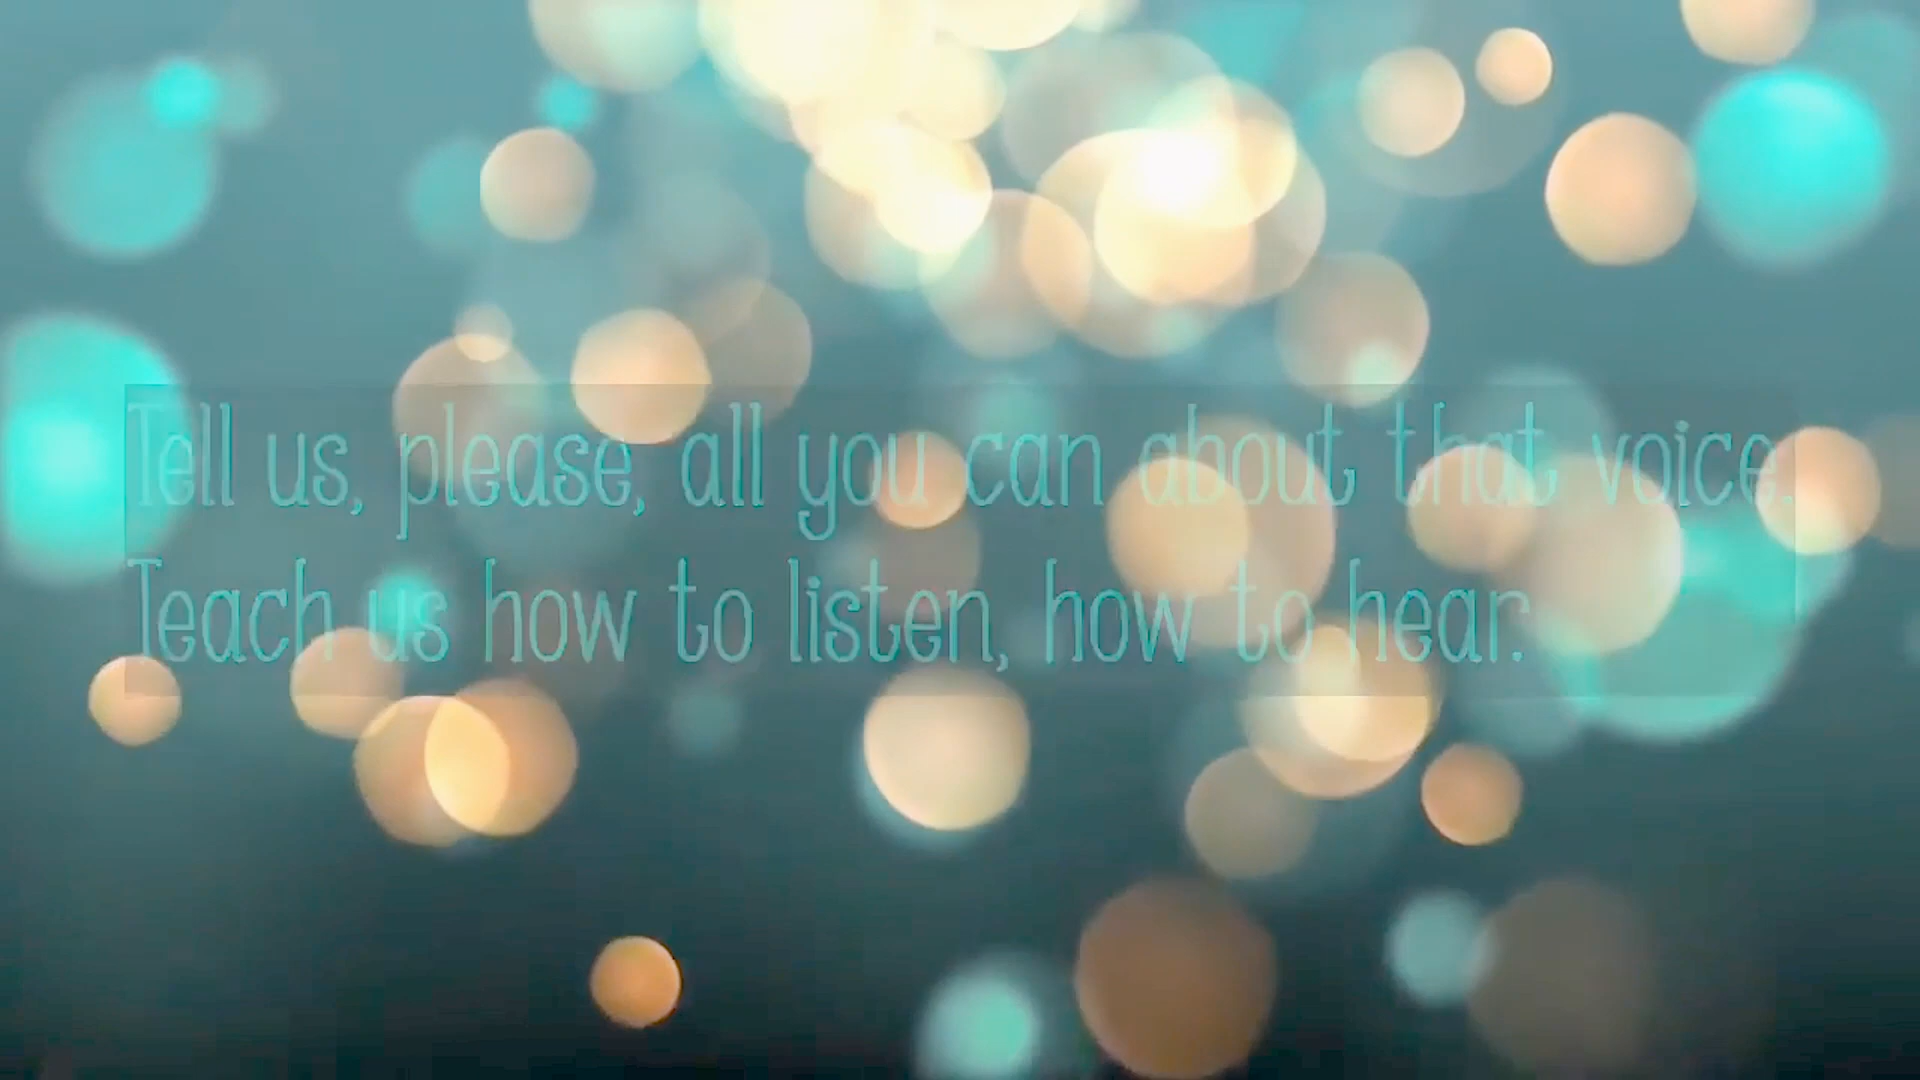 Tell us, please, all you can about that voice.
Teach us how to listen, how to hear.